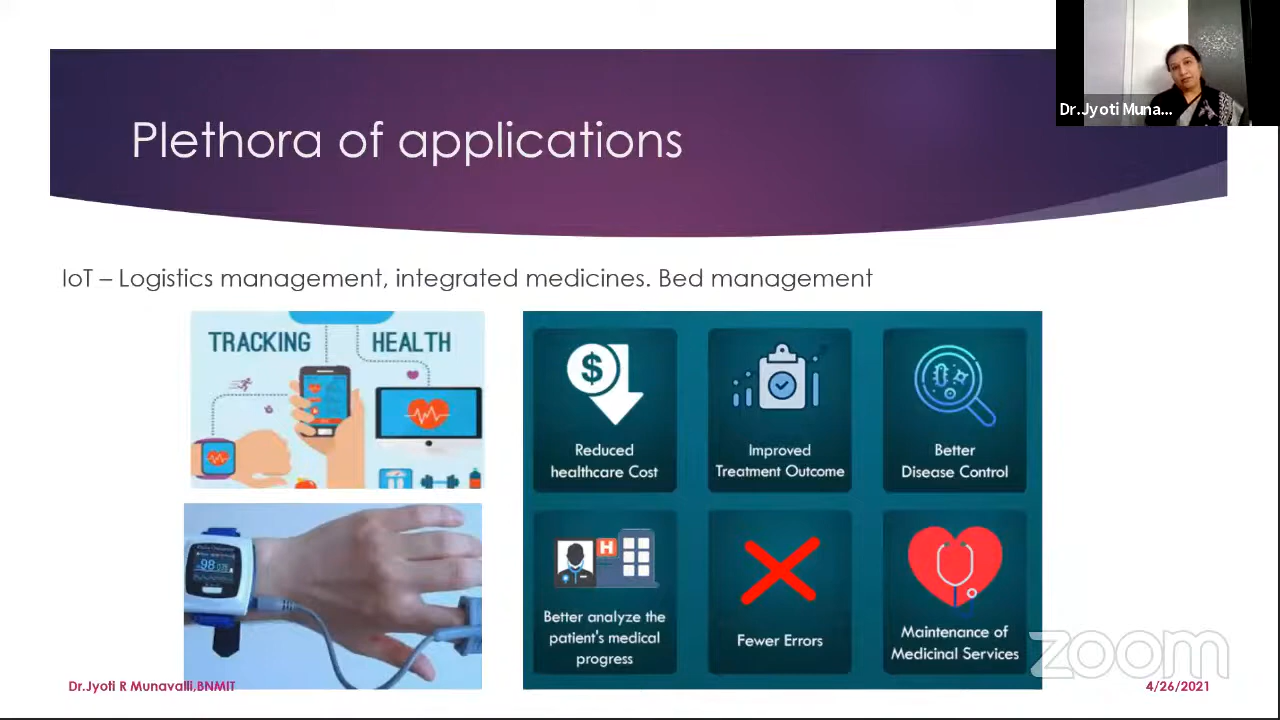 Dr.Jyoti Muna...
Plethora of applications
IoT – Logistics management, integrated medicines. Bed management
TRACKING HEALTH
$
Reduced
healthcare Cost
Improved
Treatment Outcome
Better
Disease Control
98
H
Better analyze the
patient's medical
progress
Fewer Errors
Maintenance of
Medicinal Services
zoom
Dr.Jyoti R Munavalli,BNMIT
4/26/2021